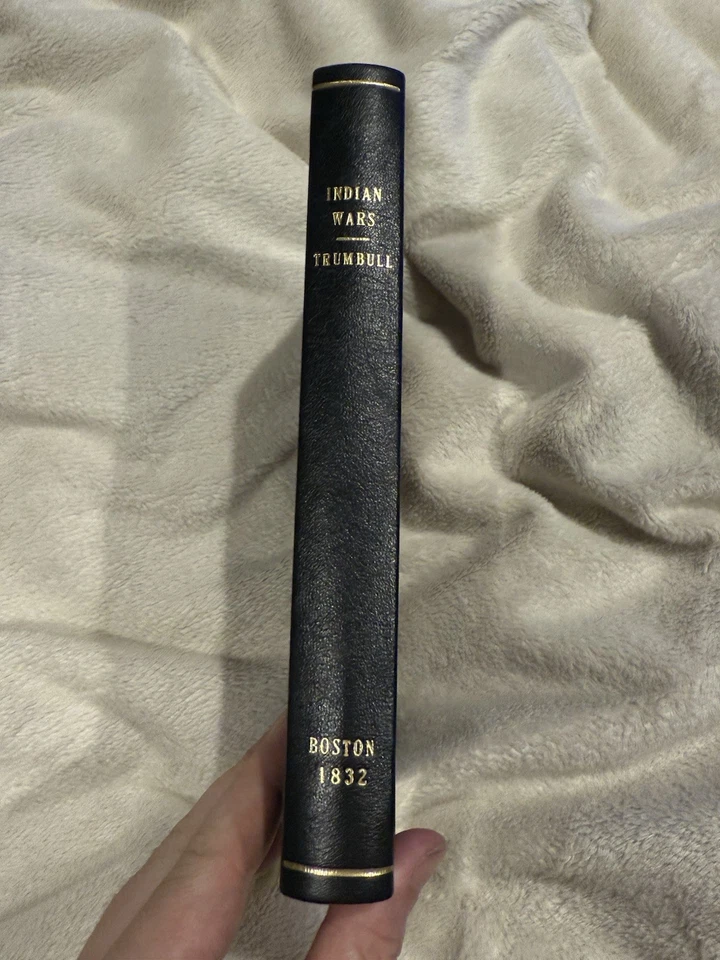 INDIAN
WARS
TRUMBULL
BOSTON
1832